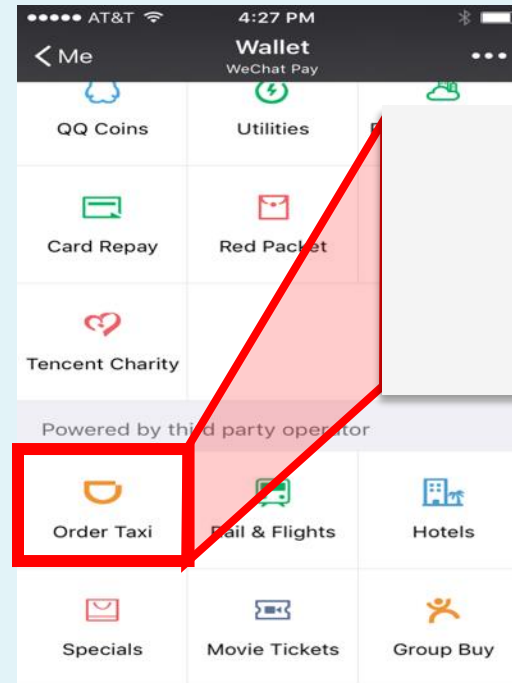 AT&T 4:27 PM
Me Wallet
WeChat Pay
QQ Coins Utilities
Card Repay Red Packet
Tencent Charity
Powered by third party operator
Order Taxi Rail & Flights Hotels
Specials Movie Tickets Group Buy